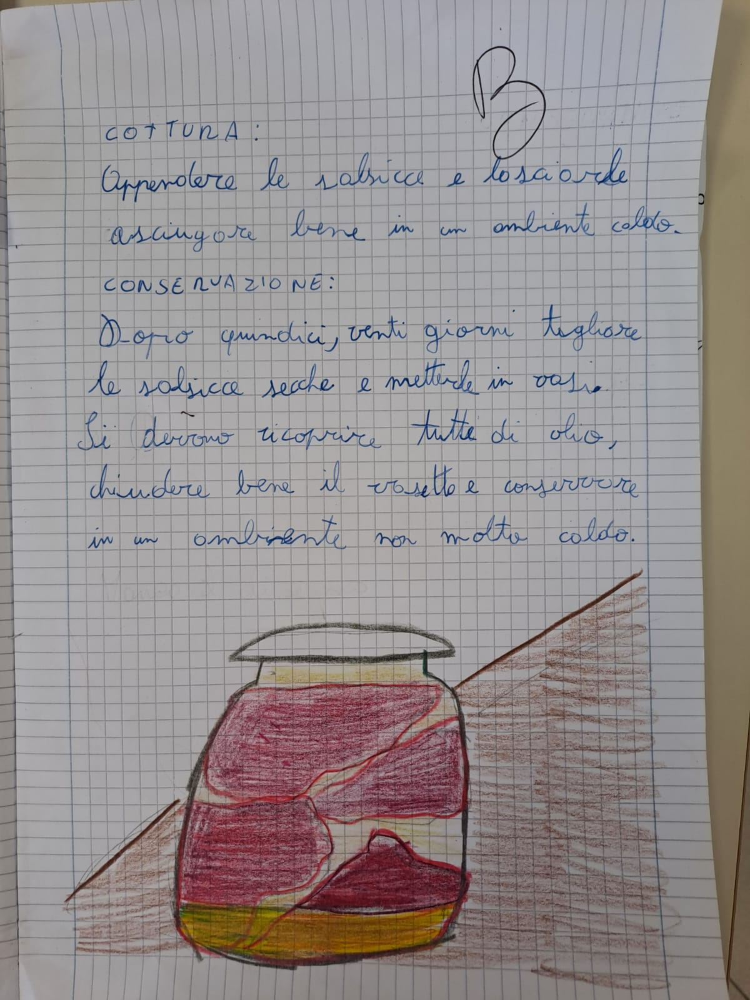 B
COTTURA:
Appendere le salsicce e lasciarle
asciugare bene in un ambiente caldo.
CONSERVAZIONE:
Dopo quindici, venti giorni togliere
le salsicce secche e metterle in vasi.
Si devono ricoprire tutte di olio,
chiudere bene il vasetto e conservare
in un ambiente non molto caldo.